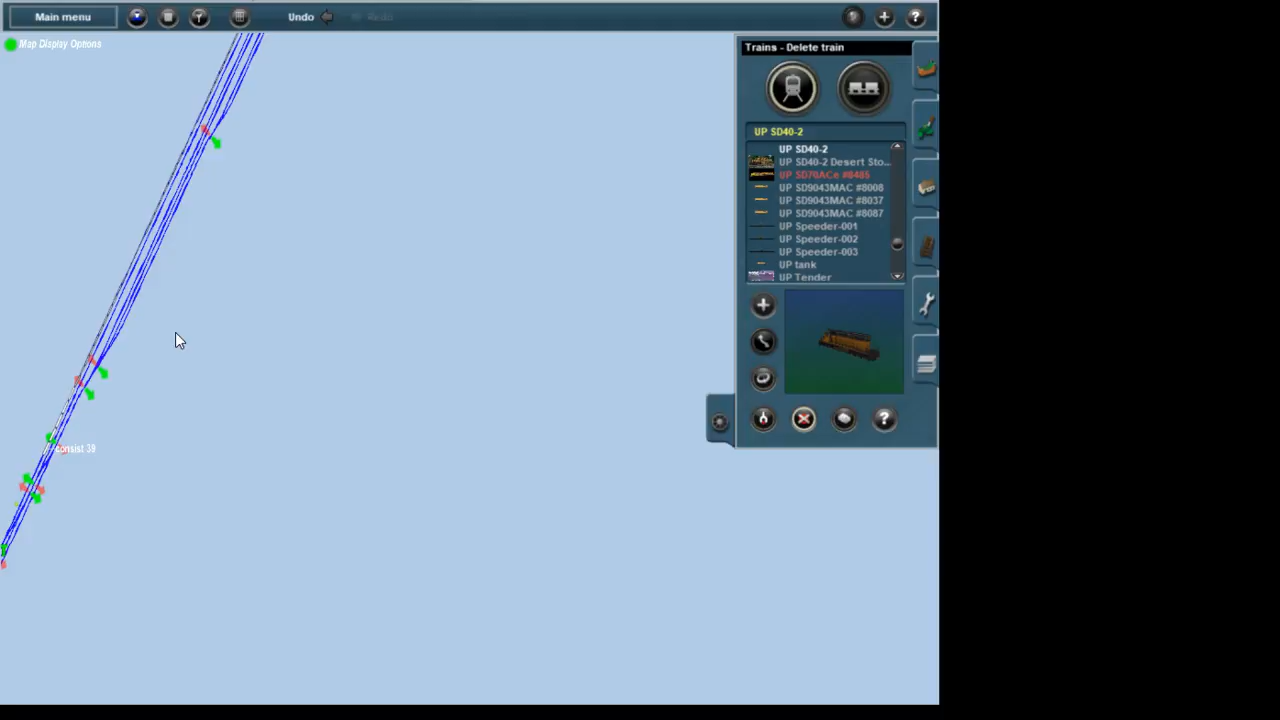 Main menu
Undo
Redo
?
Map Display Options
Trains - Delete train
UP SD40-2
UP SD40-2
UP SD40-2 Desert Sto...
UP SD70ACe #8485
UP SD9043MAC #8008
UP SD9043MAC #8037
UP SD9043MAC #8087
UP Speeder-001
UP Speeder-002
UP Speeder-003
UP tank
UP Tender
?
consist 39